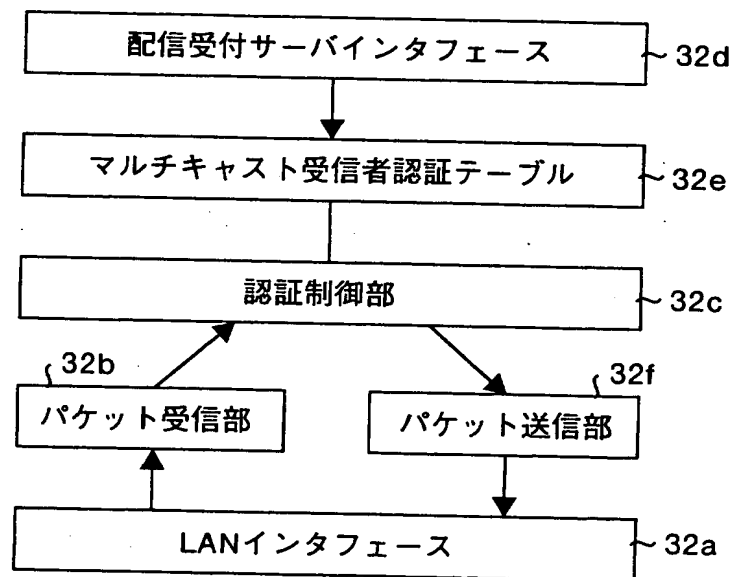 配信受付サーバインタフェース
32d
マルチキャスト受信者認証テーブル
32e
認証制御部
32c
32b
パケット受信部
32f
パケット送信部
LANインタフェース
32a